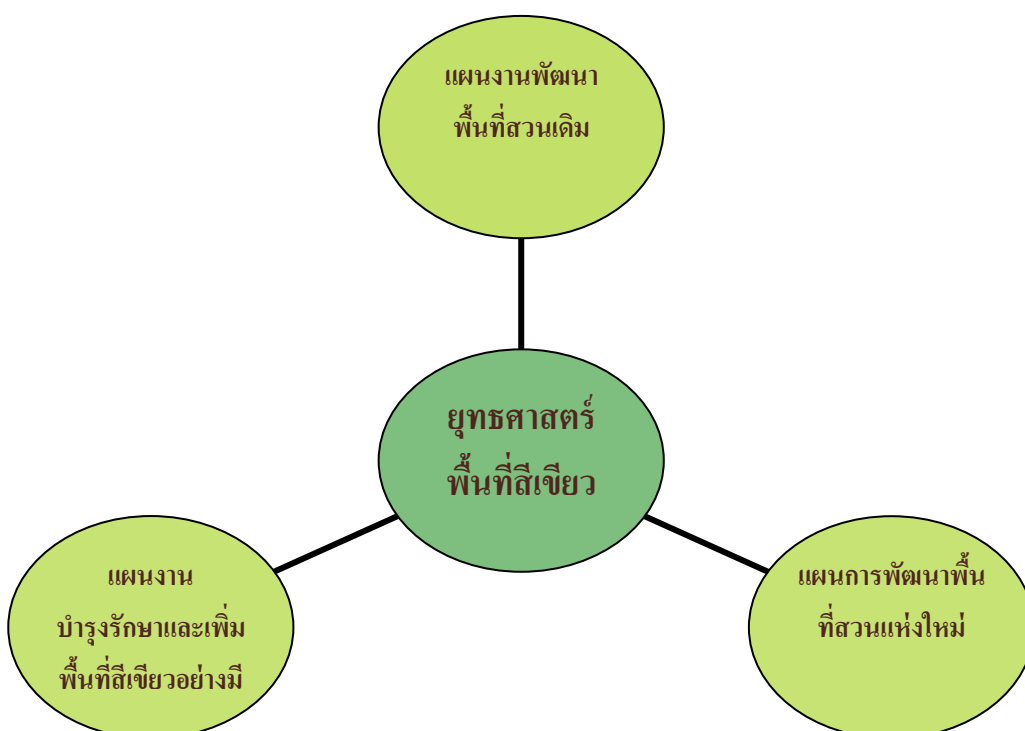 แผนงานพัฒนา
พื้นที่สวนเดิม
ยุทธศาสตร์
พื้นที่สีเขียว
แผนงาน
บำรุงรักษาและเพิ่ม
พื้นที่สีเขียวอย่างมี
แผนการพัฒนาพื้น
ที่สวนแห่งใหม่